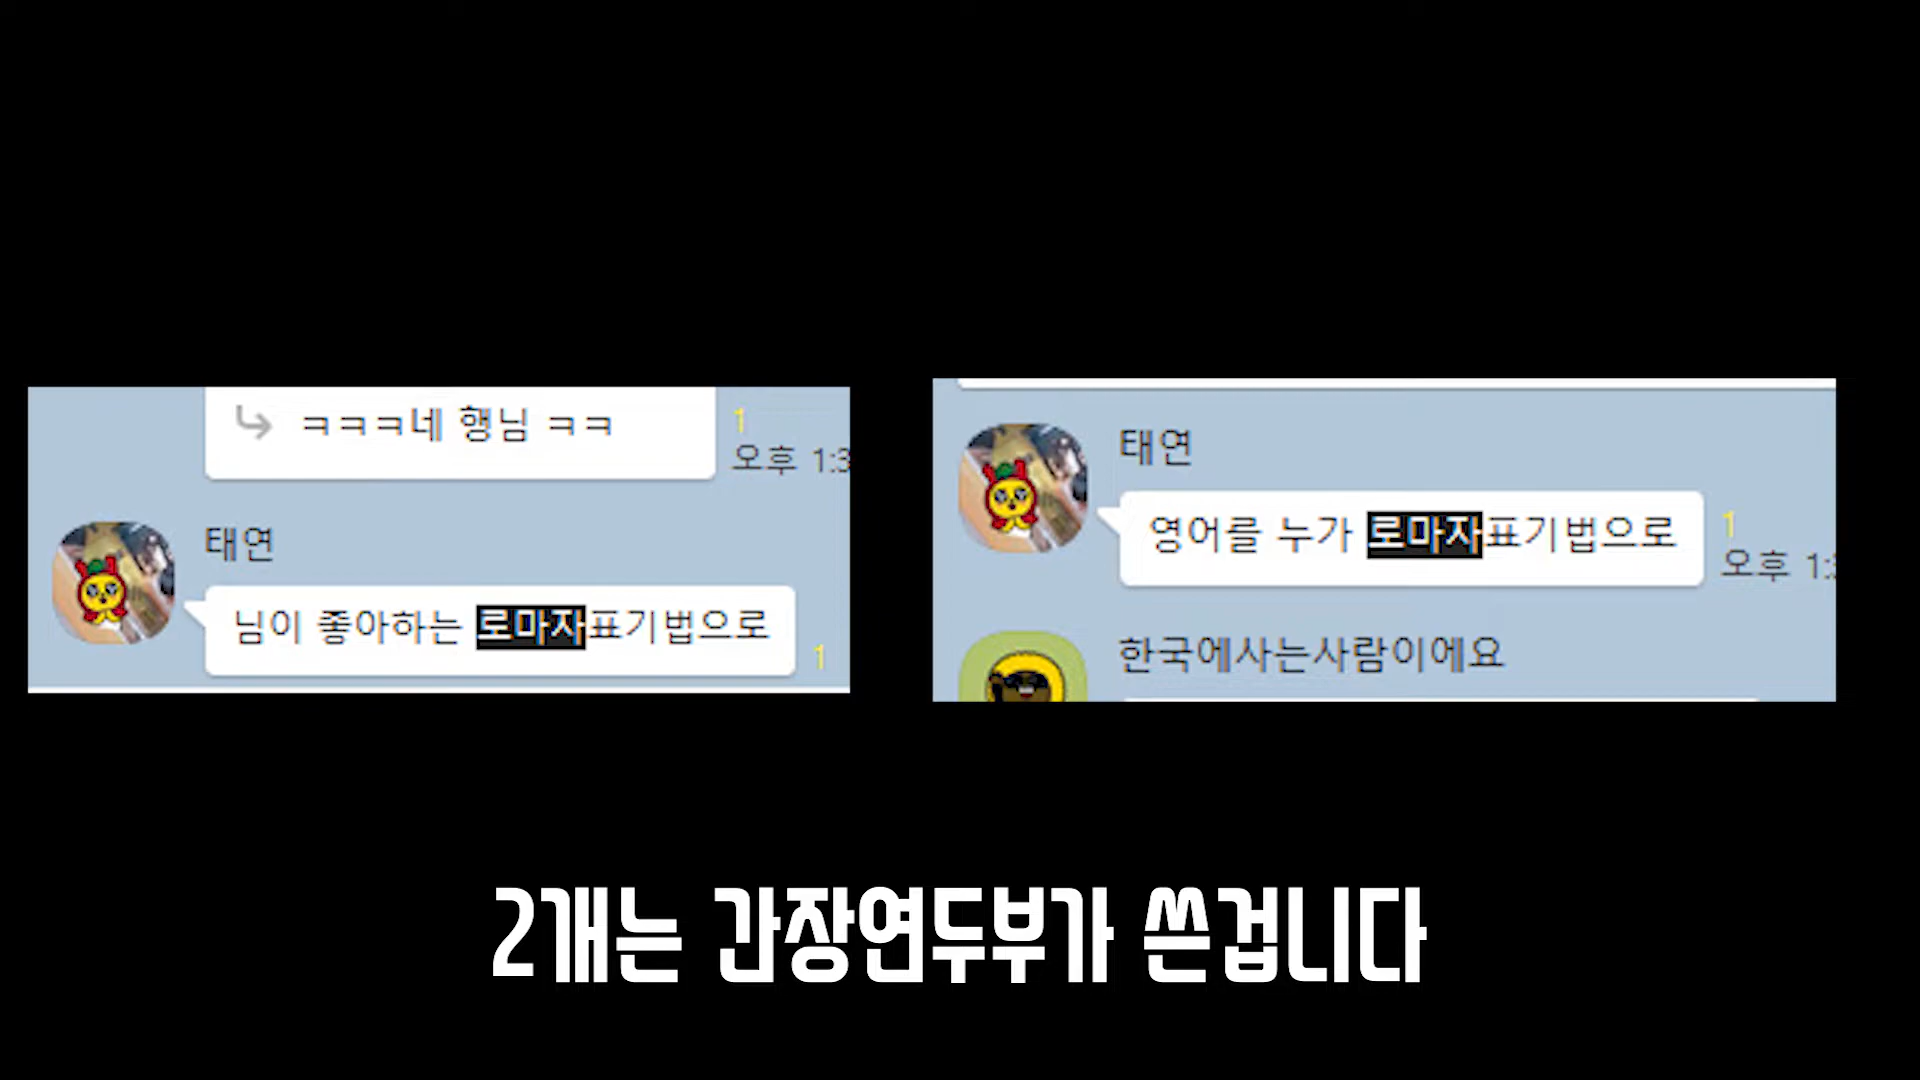 ㅋㅋㅋ네 행님 ㅋㅋ
1
오후 1:3
태연
님이 좋아하는 로마자표기법으로
1
태연
영어를 누가 로마자표기법으로
1
오후 1:
한국에사는사람이에요
2개는 간장연두부가 쓴겁니다